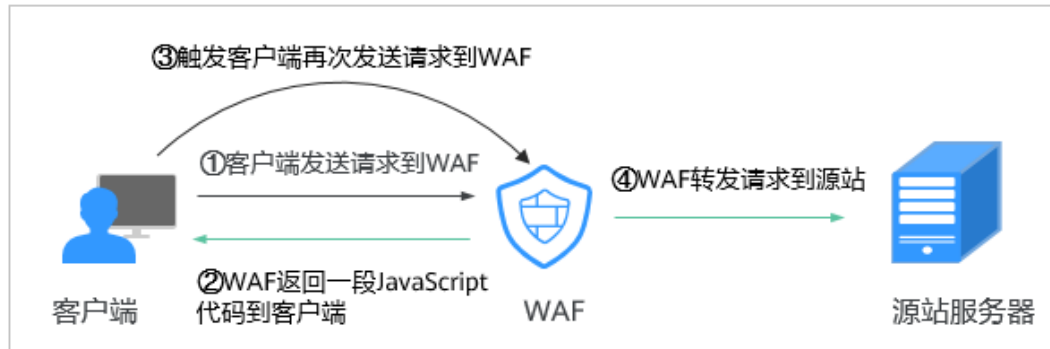 ③触发客户端再次发送请求到WAF
①客户端发送请求到WAF
④WAF转发请求到源站
②WAF返回一段JavaScript
代码到客户端
客户端
WAF
源站服务器